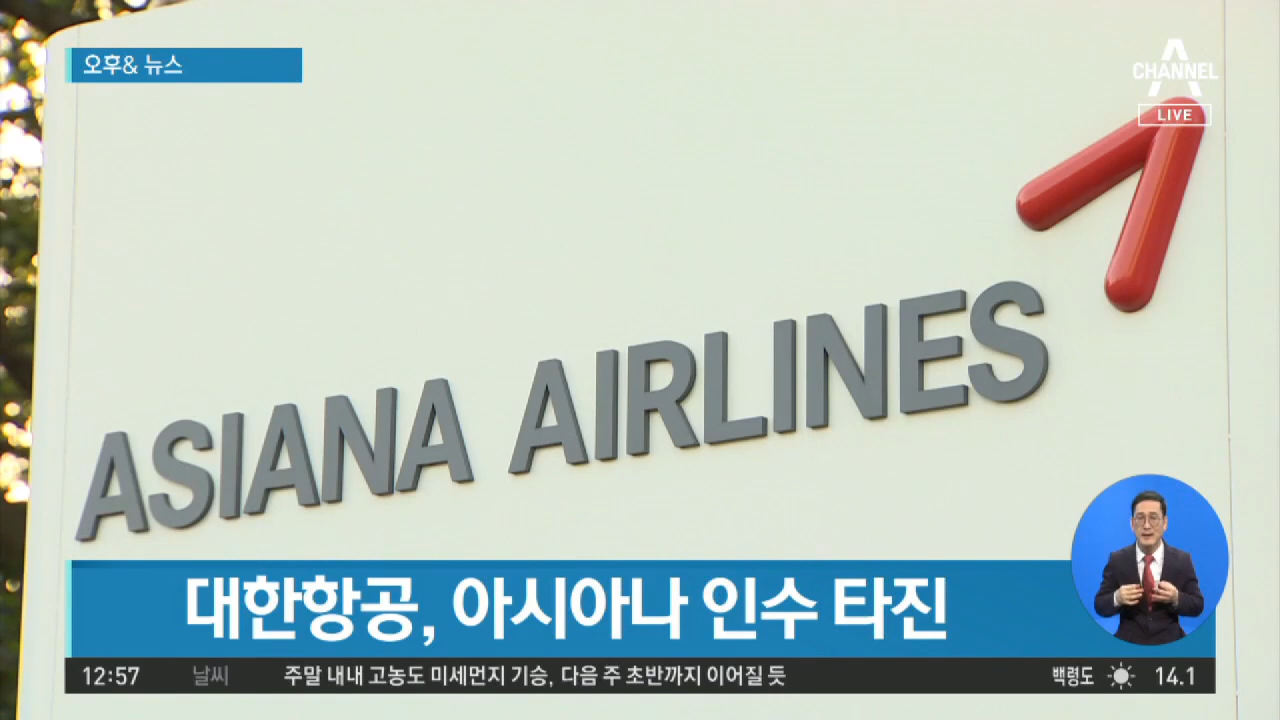 오후& 뉴스
CHANNEL A
LIVE
ASIANA AIRLINES
대한항공, 아시아나 인수 타진
12:57 날씨 주말 내내 고농도 미세먼지 기승, 다음 주 초반까지 이어질 듯 백령도 14.1